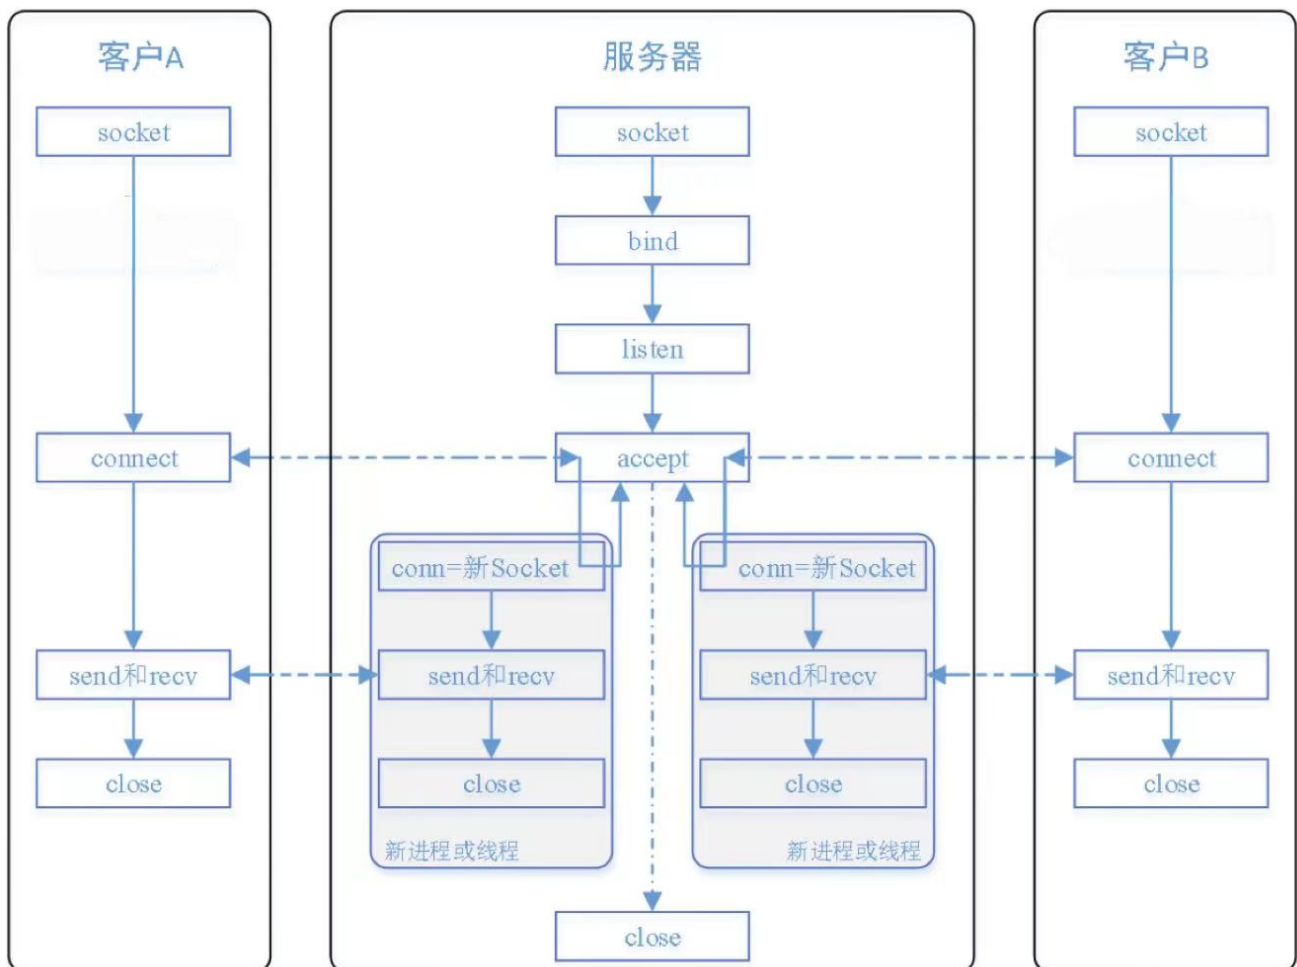 客户A
socket
connect
send和recv
close
服务器
socket
bind
listen
accept
conn=新Socket
send和recv
close
新进程或线程
conn=新Socket
send和recv
close
新进程或线程
close
客户B
socket
connect
send和recv
close